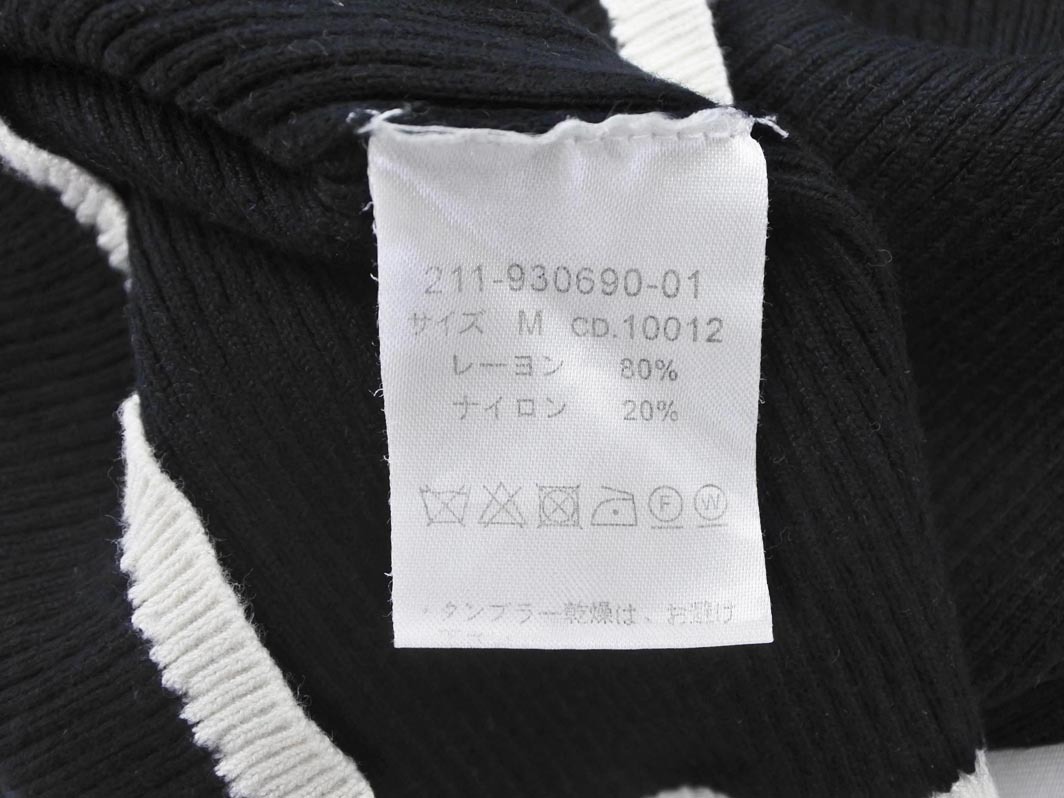 211-930690-01
サイズ M CD.10012
レーヨン 80%
ナイロン 20%
F W
・タンブラー乾燥は、お避け